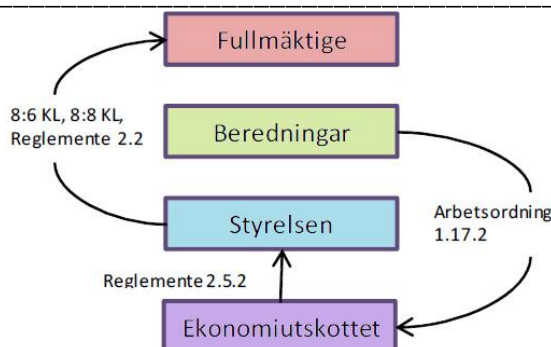 Fullmäktige
8:6 KL, 8:8 KL,
Reglemente 2.2
Beredningar
Styrelsen
Arbetsordning
1.17.2
Reglemente 2.5.2
Ekonomiutskottet